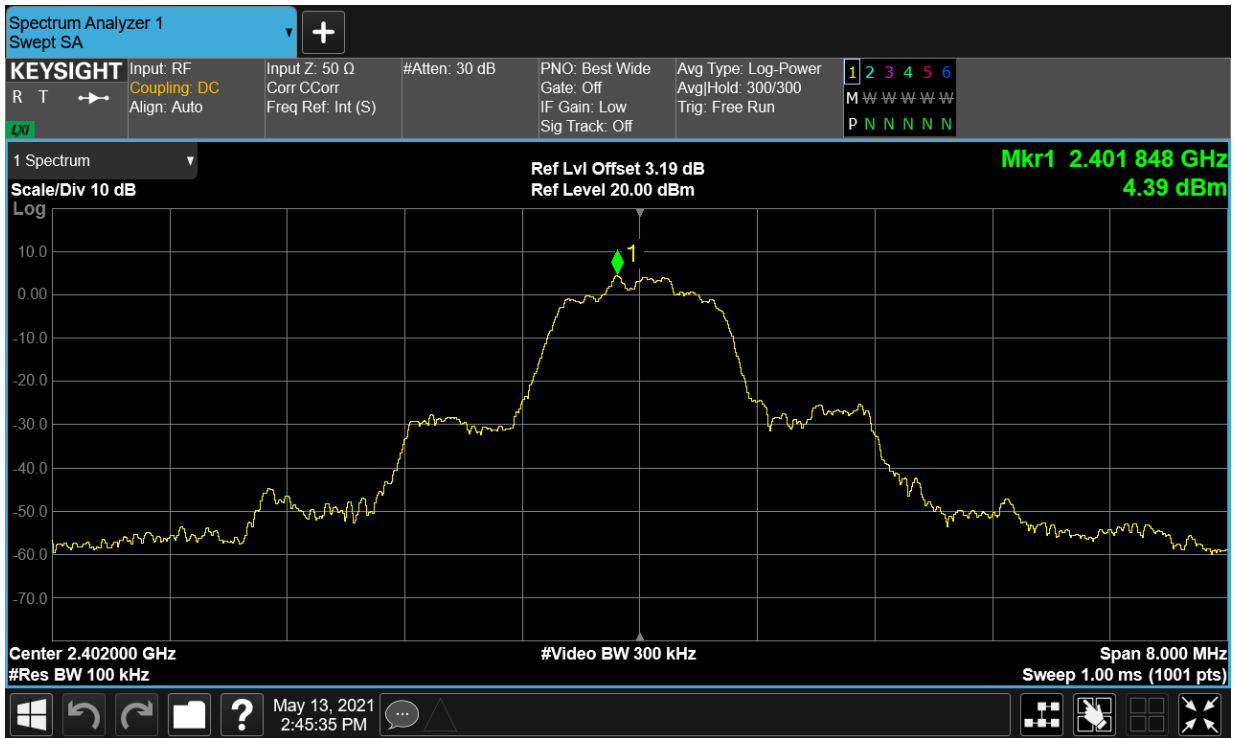 Spectrum Analyzer 1
Swept SA
+
KEYSIGHT
R T
LXI
Input: RF
Coupling: DC
Align: Auto
Input Z: 50 Ω
Corr CCorr
Freq Ref: Int (S)
#Atten: 30 dB
PNO: Best Wide
Gate: Off
IF Gain: Low
Sig Track: Off
Avg Type: Log-Power
Avg|Hold: 300/300
Trig: Free Run
1 2 3 4 5 6
M W W W W W
P N N N N N
1 Spectrum
Scale/Div 10 dB
Log
Ref Lvl Offset 3.19 dB
Ref Level 20.00 dBm
Mkr1 2.401 848 GHz
4.39 dBm
1
10.0
0.00
-10.0
-20.0
-30.0
-40.0
-50.0
-60.0
-70.0
Center 2.402000 GHz
#Video BW 300 kHz
Span 8.000 MHz
#Res BW 100 kHz
Sweep 1.00 ms (1001 pts)
?
May 13, 2021
2:45:35 PM